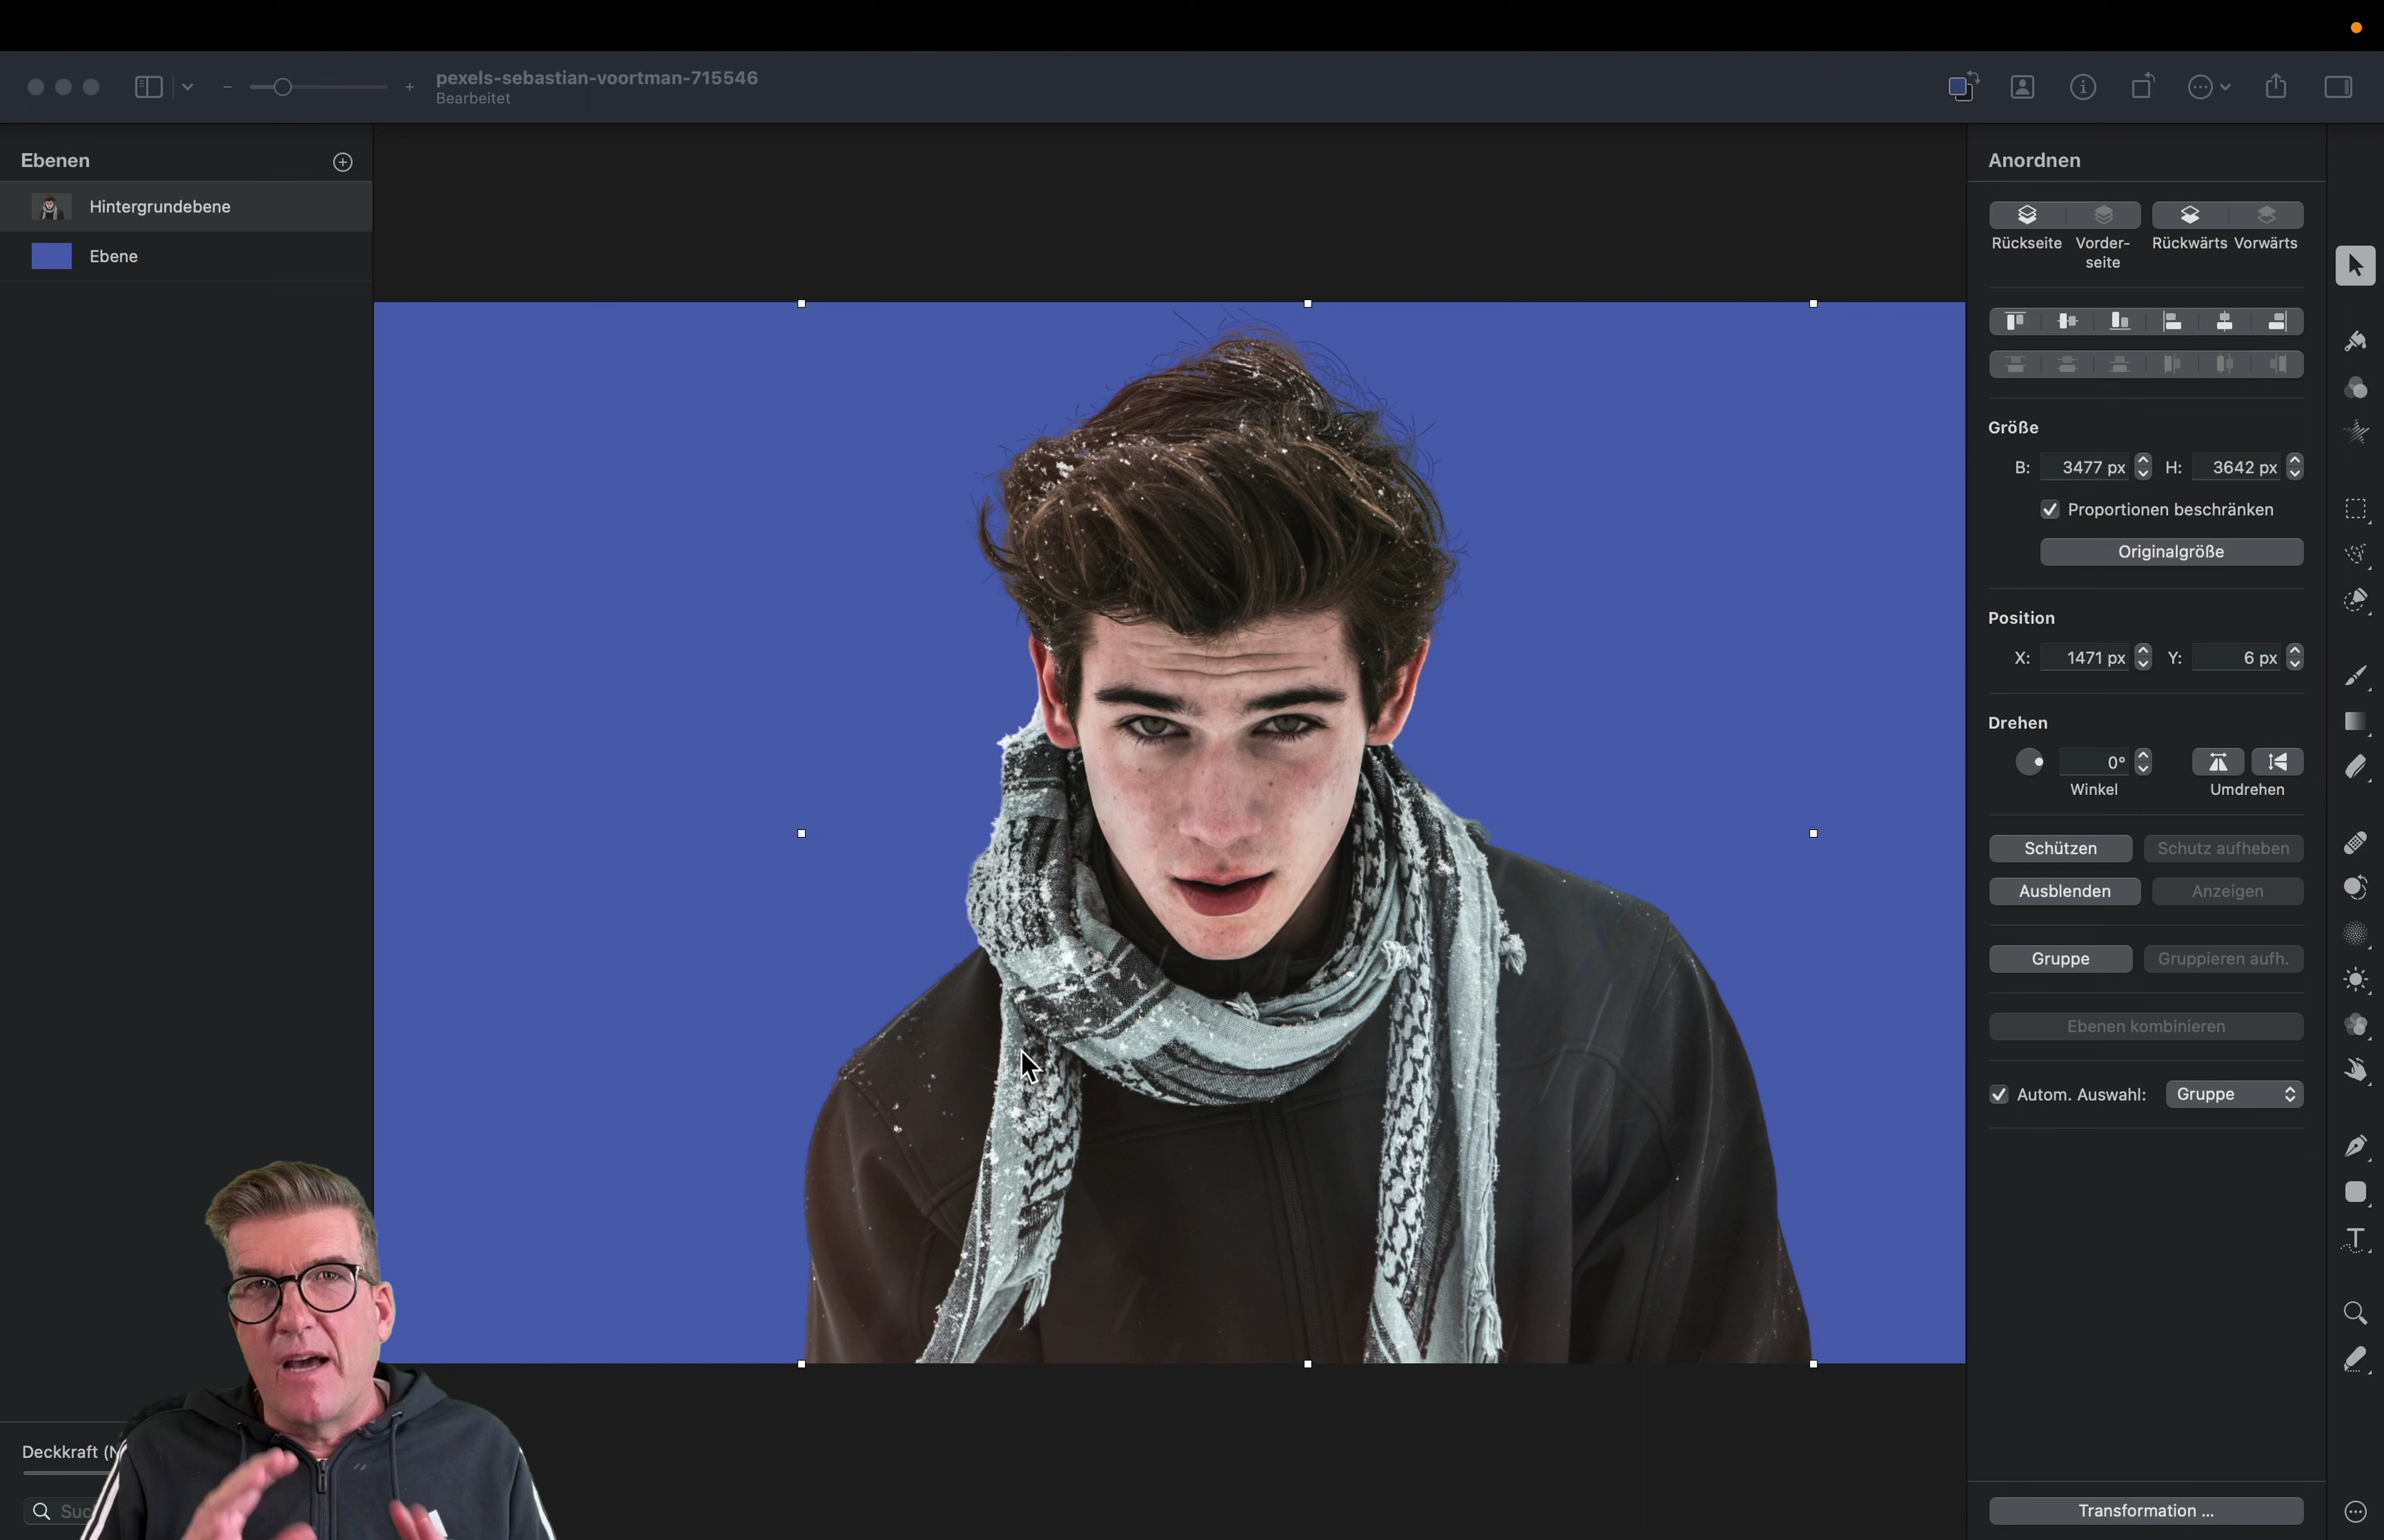 pexels-sebastian-voortman-715546
Bearbeitet
Ebenen
Hintergrundebene
Ebene
Deckkraft
Anordnen
Rückseite Vorder-
seite
Rückwärts Vorwärts
Größe
B: 3477 px H: 3642 px
Proportionen beschränken
Originalgröße
Position
X: 1471 px Y: 6 px
Drehen
0°
Winkel Umdrehen
Schützen Schutz aufheben
Ausblenden Anzeigen
Gruppe Gruppieren aufh.
Ebenen kombinieren
Autom. Auswahl: Gruppe
Transformation ...